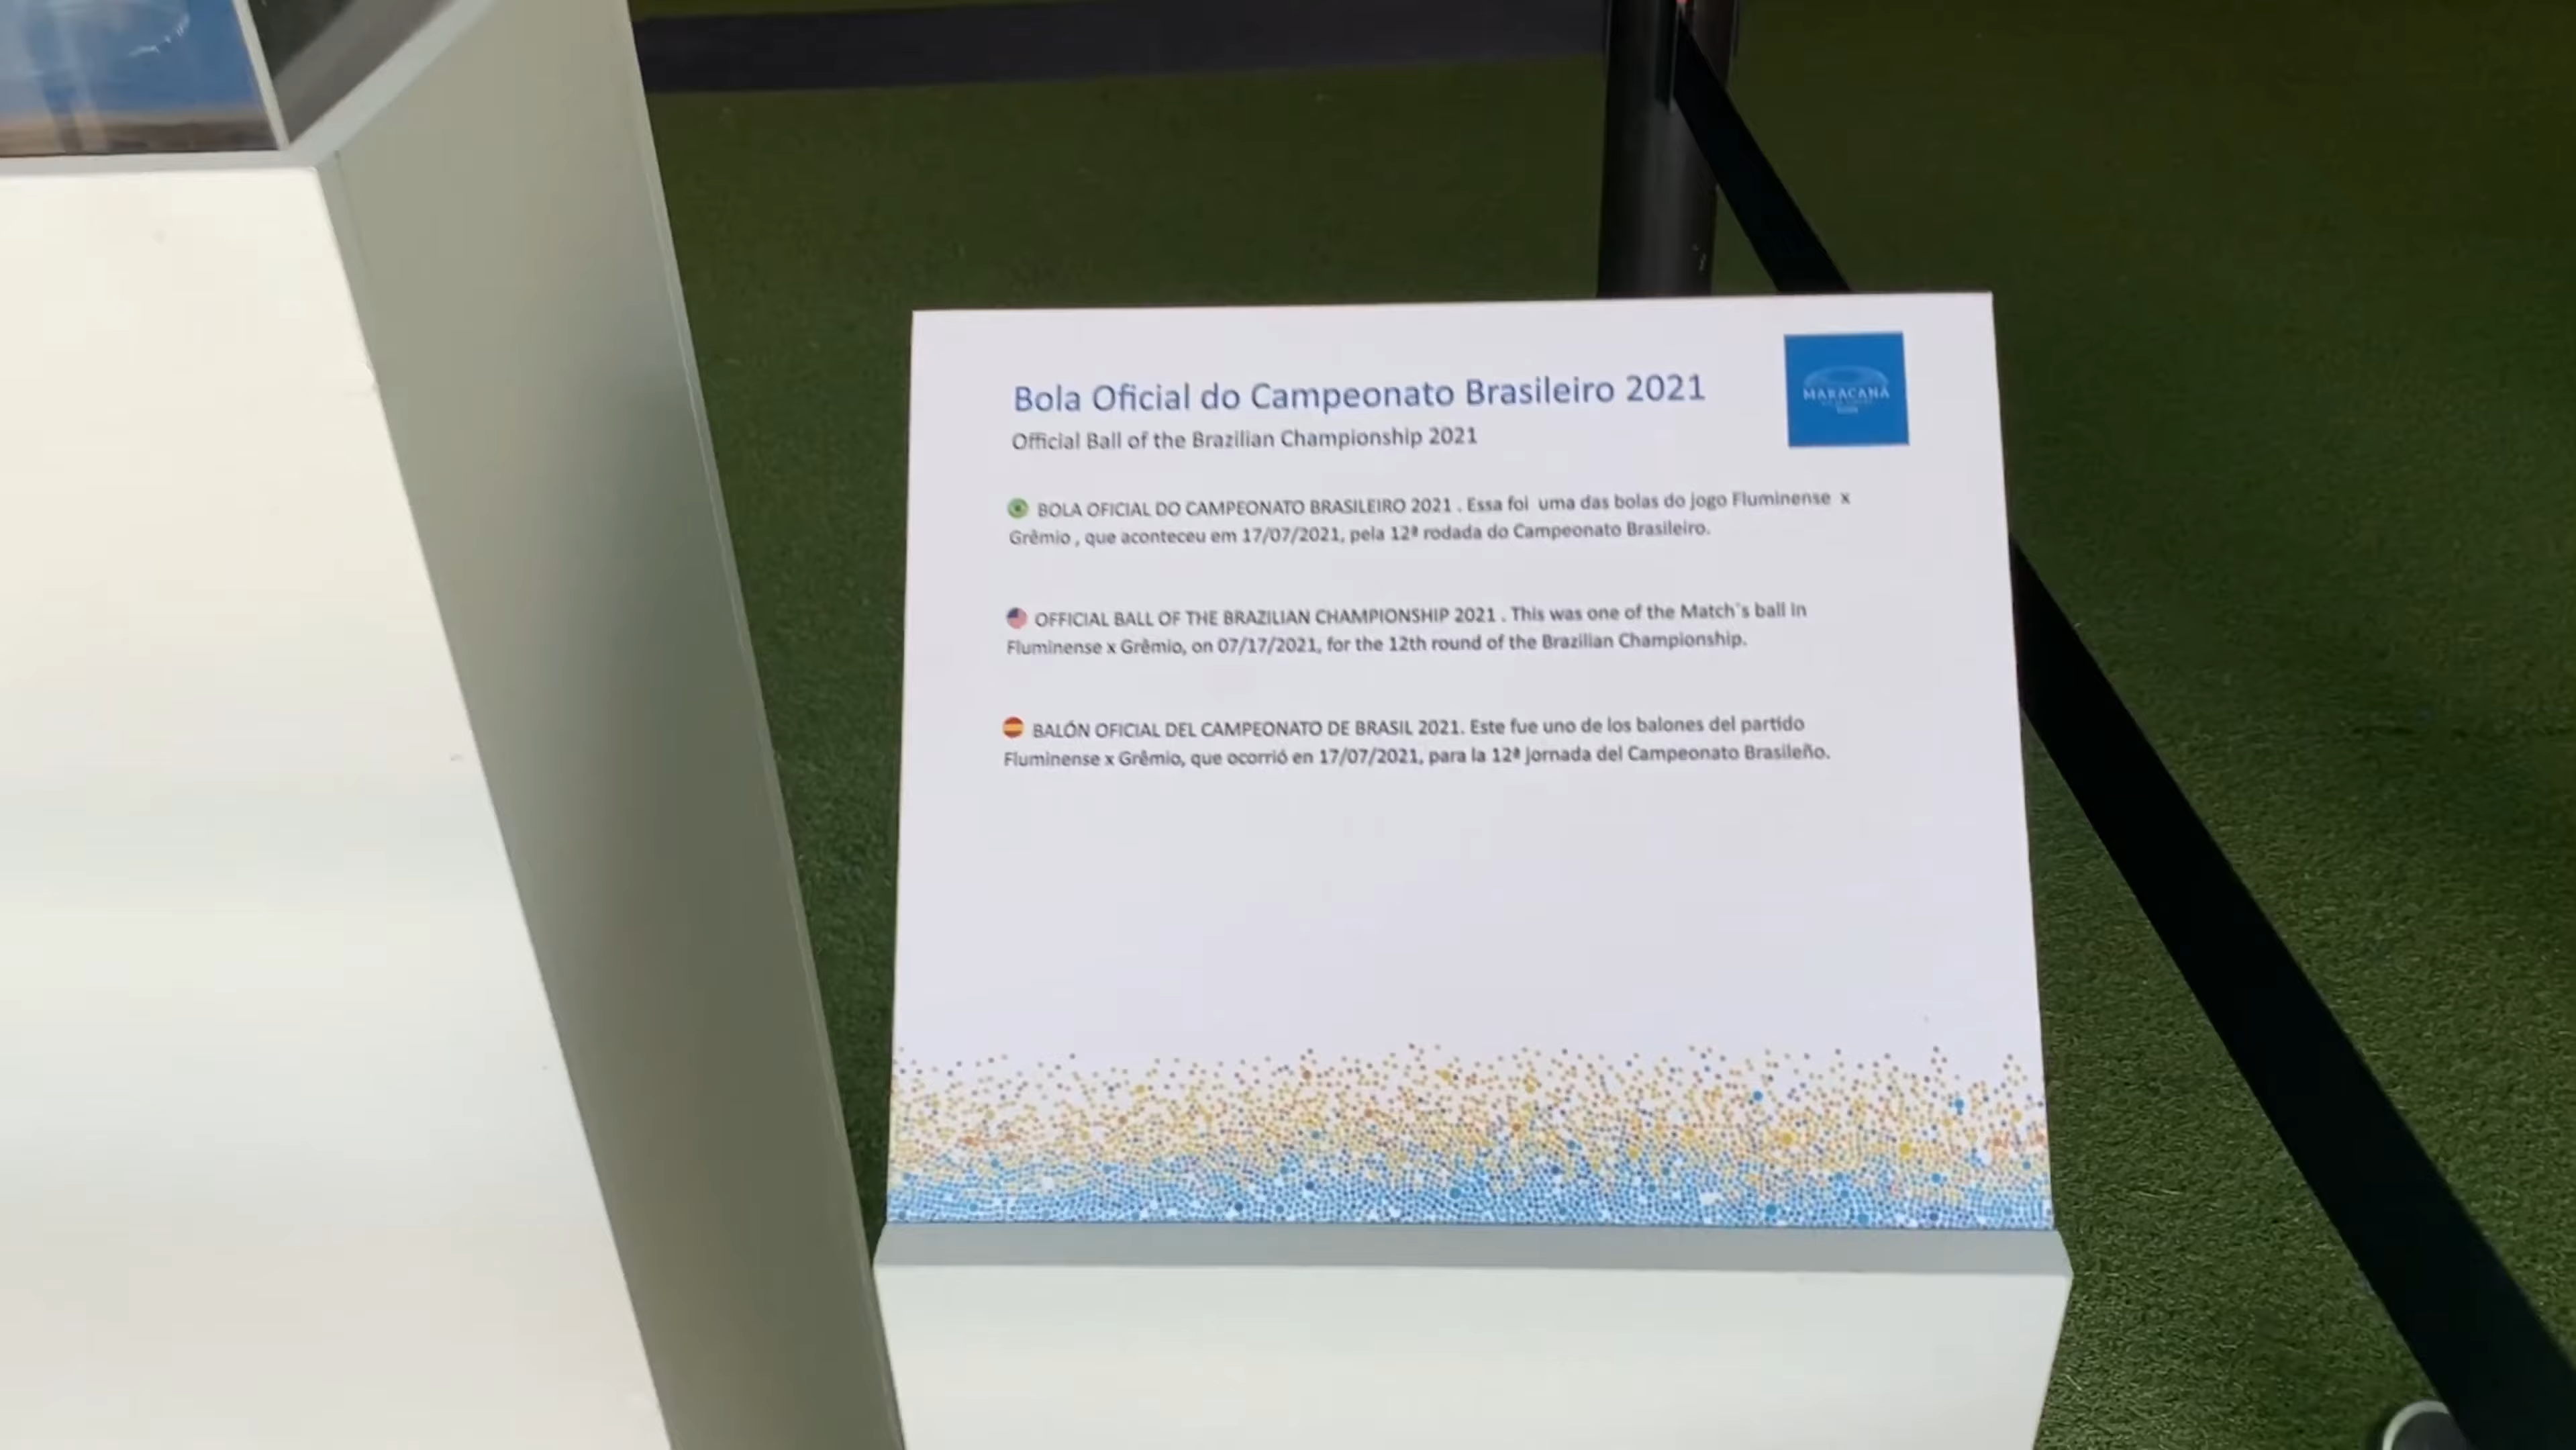 Bola Oficial do Campeonato Brasileiro 2021
MARACANÃ
Official Ball of the Brazilian Championship 2021
BOLA OFICIAL DO CAMPEONATO BRASILEIRO 2021 . Essa foi uma das bolas do jogo Fluminense x
Grêmio , que aconteceu em 17/07/2021, pela 12ª rodada do Campeonato Brasileiro.
OFFICIAL BALL OF THE BRAZILIAN CHAMPIONSHIP 2021 . This was one of the Match´s ball in
Fluminense x Grêmio, on 07/17/2021, for the 12th round of the Brazilian Championship.
BALÓN OFICIAL DEL CAMPEONATO DE BRASIL 2021. Este fue uno de los balones del partido
Fluminense x Grêmio, que ocorrió en 17/07/2021, para la 12ª jornada del Campeonato Brasileño.